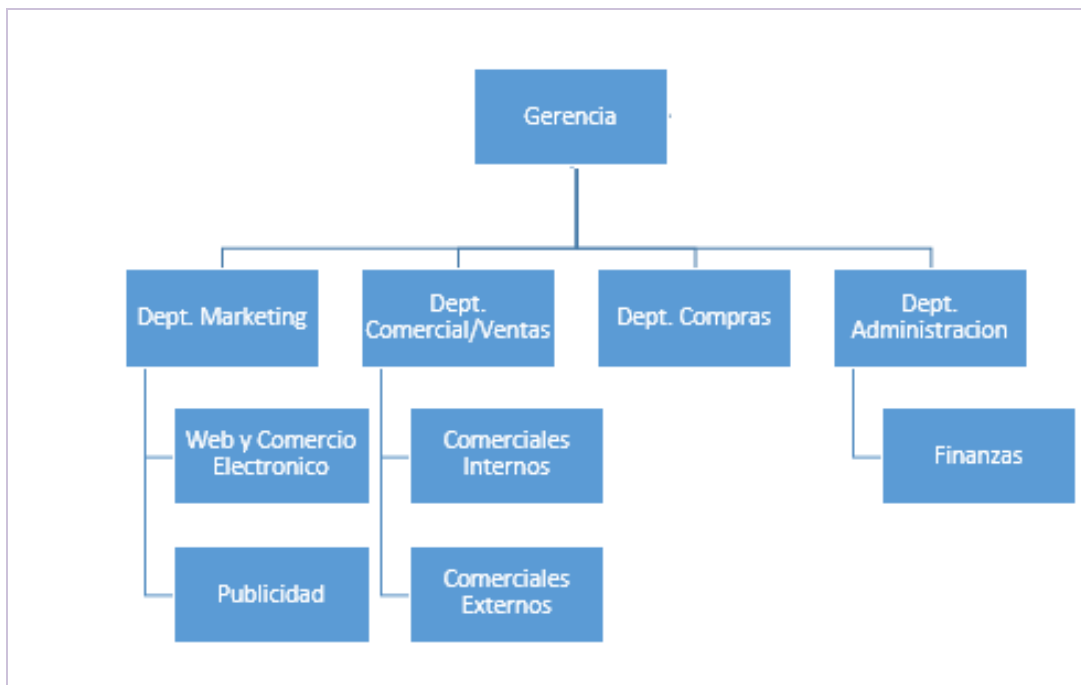 Gerencia
Dept. Marketing
Dept.
Comercial/Ventas
Dept. Compras
Dept.
Administracion
Web y Comercio
Electronico
Comerciales
Internos
Finanzas
Publicidad
Comerciales
Externos